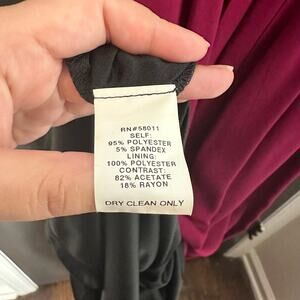 RN#58011
SELF:
95% POLYESTER
5% SPANDEX
LINING:
100% POLYESTER
CONTRAST:
82% ACETATE
18% RAYON
DRY CLEAN ONLY